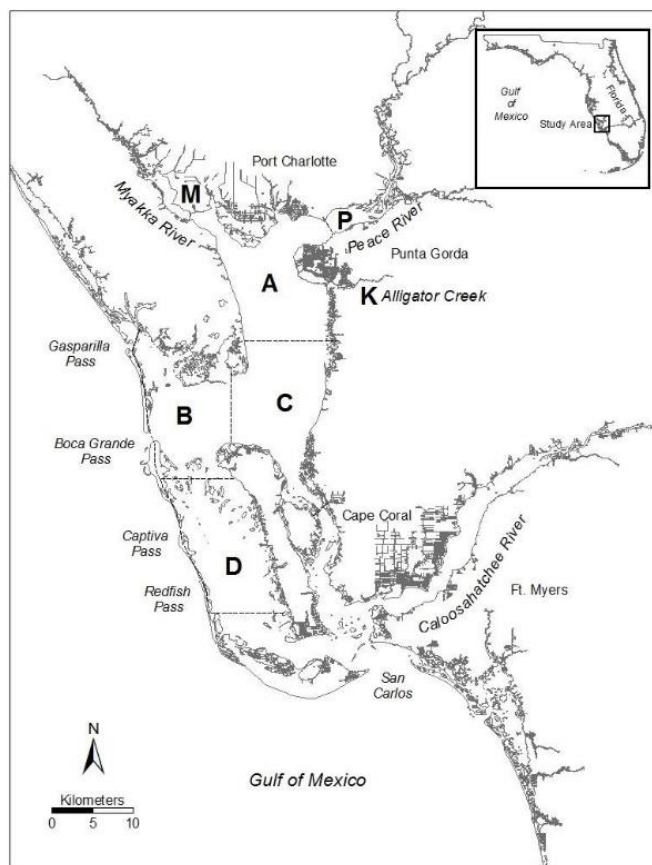 Gulf
of
Mexico
Florida
Study Area
Port Charlotte
M
Myakka River
P
Peace River
Punta Gorda
A
K
Alligator Creek
Gasparilla
Pass
B
C
Boca Grande
Pass
Cape Coral
Captiva
Pass
D
Caloosahatchee River
Redfish
Pass
Ft. Myers
San
Carlos
N
Gulf of Mexico
Kilometers
0 5 10